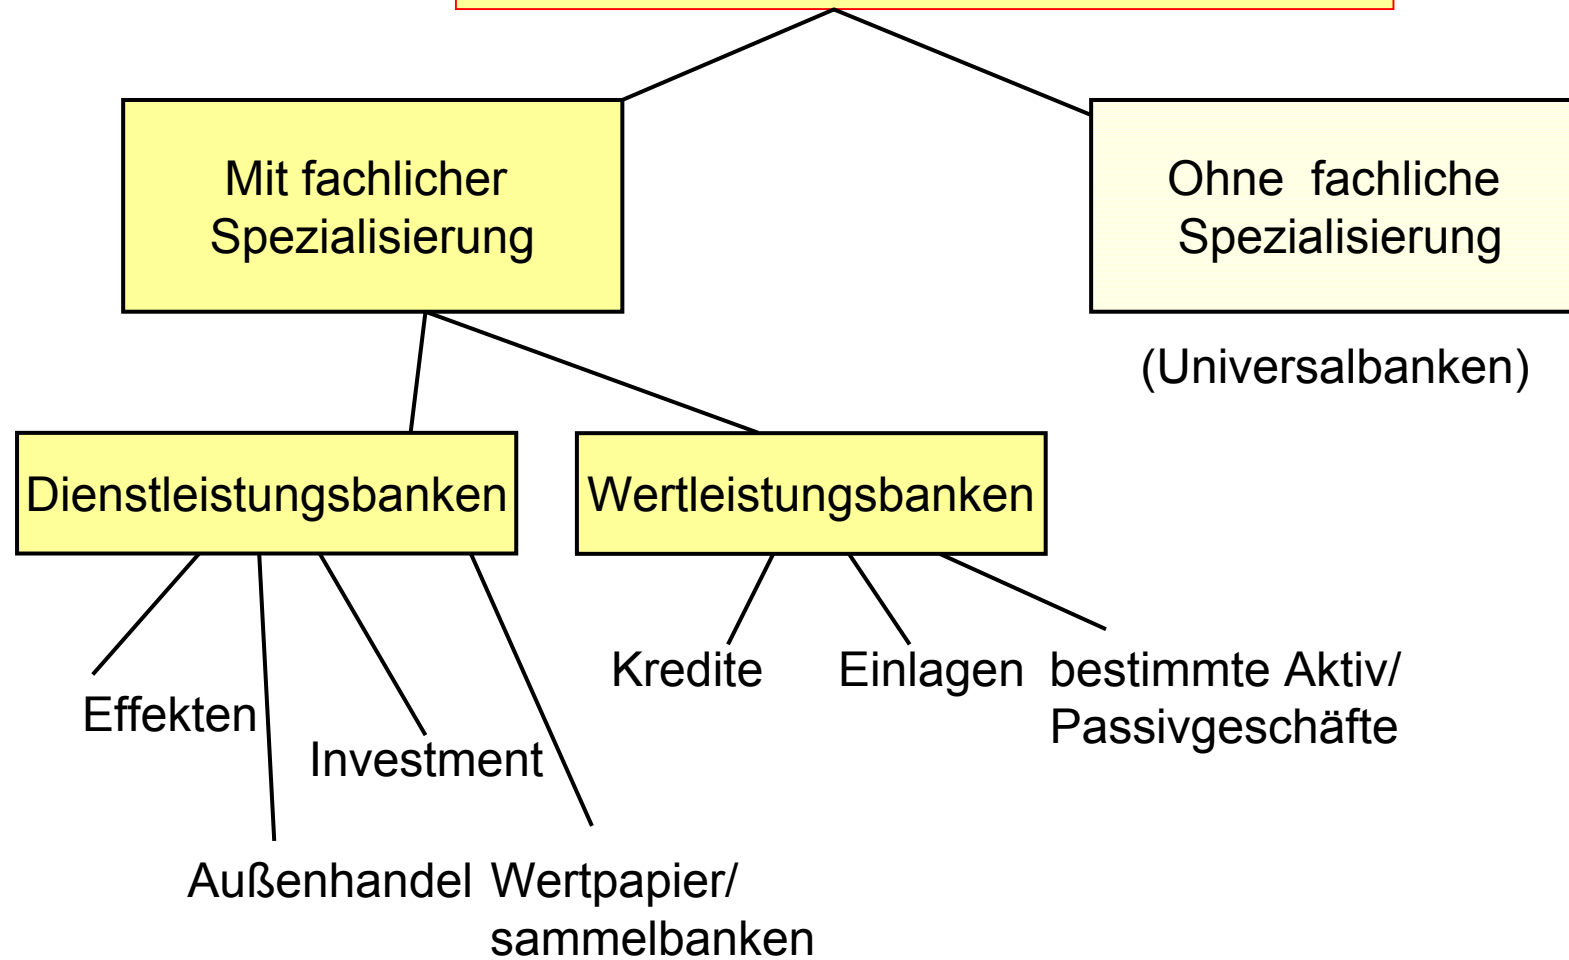 Mit fachlicher
Spezialisierung
Ohne fachliche
Spezialisierung
(Universalbanken)
Dienstleistungsbanken
Wertleistungsbanken
Effekten
Investment
Außenhandel
Wertpapier/
sammelbanken
Kredite
Einlagen
bestimmte Aktiv/
Passivgeschäfte